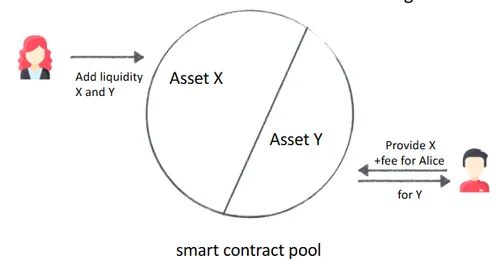 Asset X
Add liquidity
X and Y
Asset Y
Provide X
+fee for Alice
for Y
smart contract pool